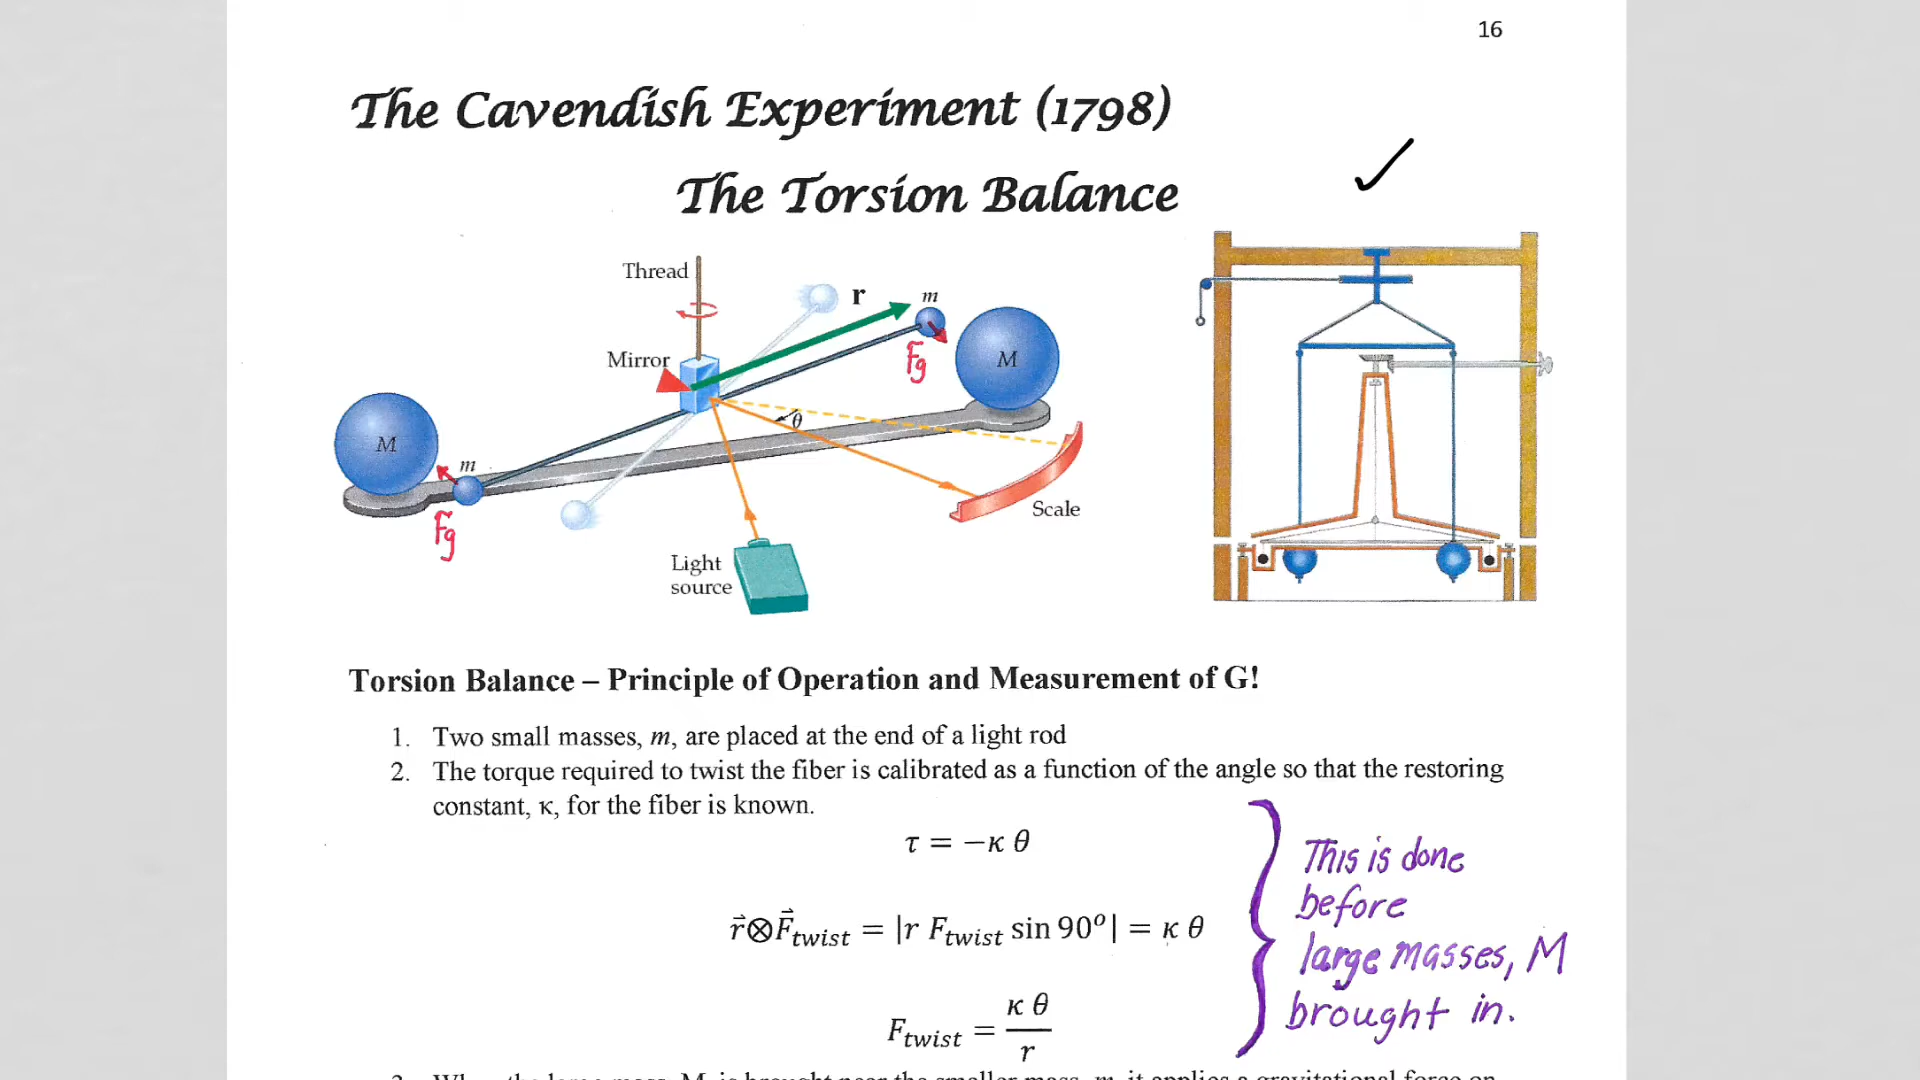 16
The Cavendish Experiment (1798)
The Torsion Balance
Thread
r
m
Mirror
Fg
M
θ
M
m
Scale
Fg
Light
source
Torsion Balance – Principle of Operation and Measurement of G!
1. Two small masses, m, are placed at the end of a light rod
2. The torque required to twist the fiber is calibrated as a function of the angle so that the restoring
constant, κ, for the fiber is known.
τ = −κ θ
r⃗⊗F⃗twist = |r Ftwist sin 90º| = κ θ
Ftwist = κ θ / r
This is done
before
large masses, M
brought in.